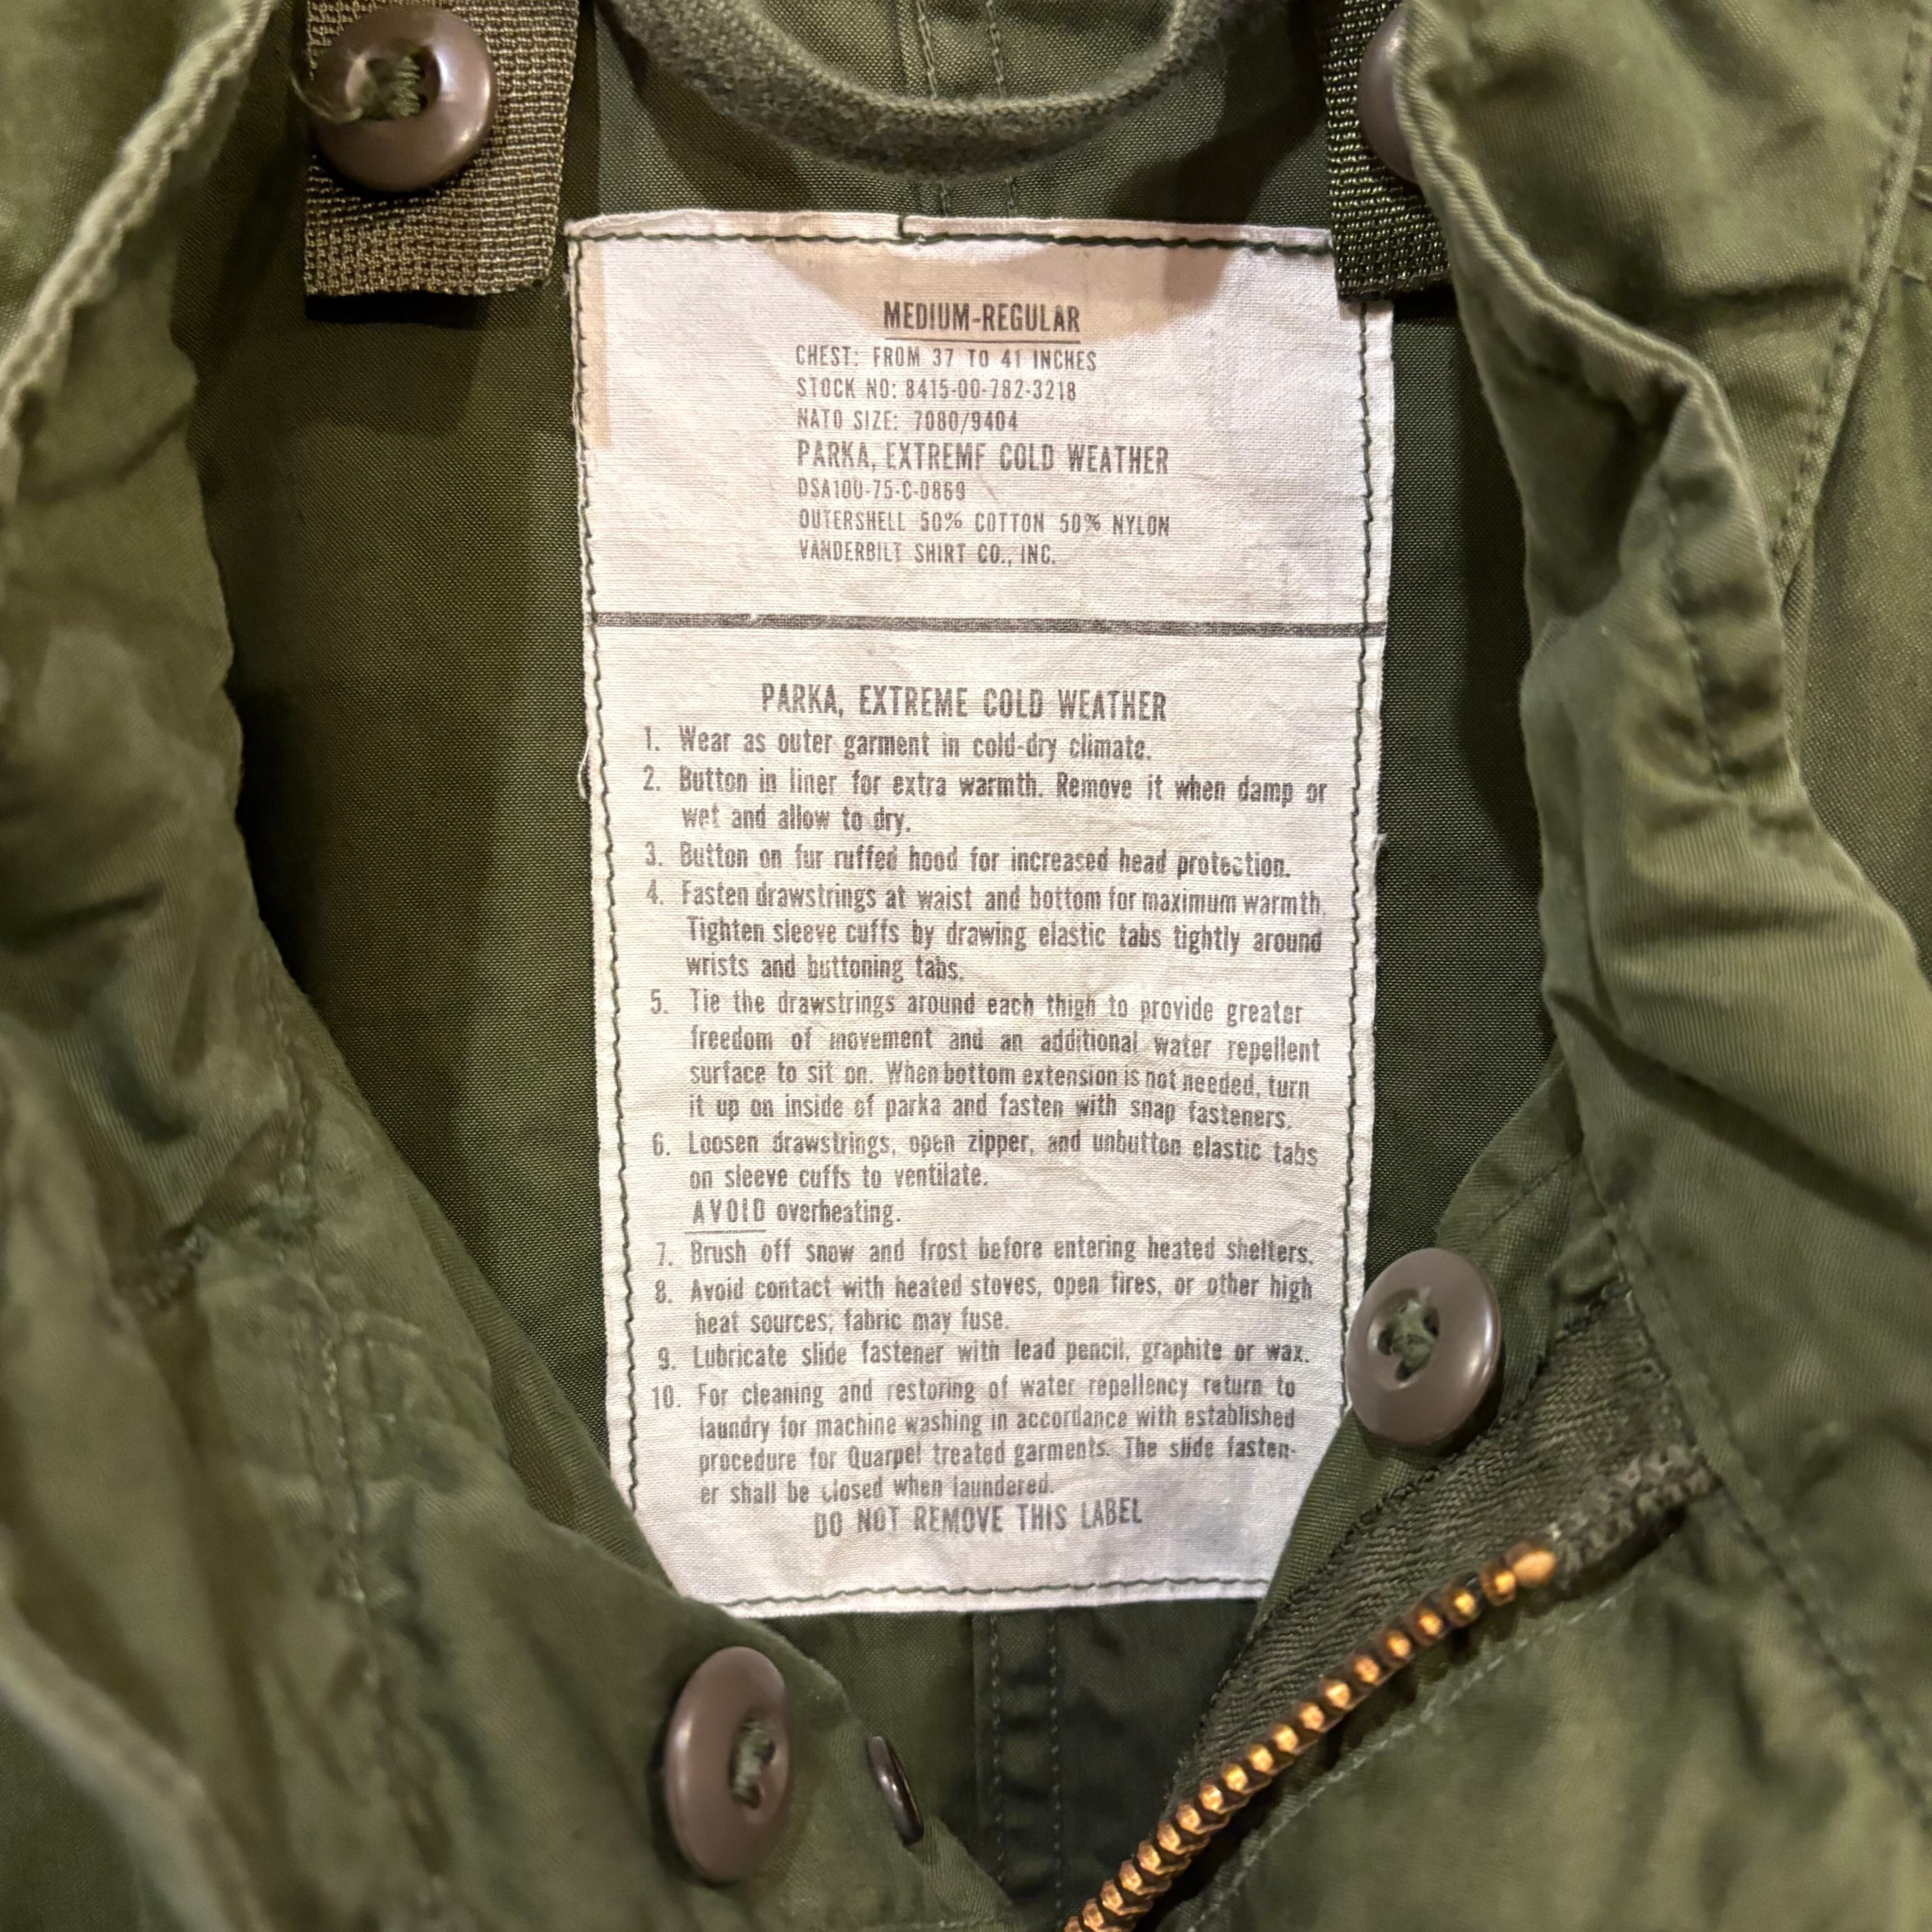 MEDIUM-REGULAR
CHEST: FROM 37 TO 41 INCHES
STOCK NO: 8415-00-782-3218
NATO SIZE: 7080/9404
PARKA, EXTREME COLD WEATHER
DSA100-75-C-0869
OUTERSHELL 50% COTTON 50% NYLON
VANDERBILT SHIRT CO., INC.
PARKA, EXTREME COLD WEATHER
1. Wear as outer garment in cold-dry climate.
2. Button in liner for extra warmth. Remove it when damp or
wet and allow to dry.
3. Button on fur ruffed hood for increased head protection.
4. Fasten drawstrings at waist and bottom for maximum warmth.
Tighten sleeve cuffs by drawing elastic tabs tightly around
wrists and buttoning tabs.
5. Tie the drawstrings around each thigh to provide greater
freedom of movement and an additional water repellent
surface to sit on. When bottom extension is not needed, turn
it up on inside of parka and fasten with snap fasteners.
6. Loosen drawstrings, open zipper, and unbutton elastic tabs
on sleeve cuffs to ventilate.
AVOID overheating.
7. Brush off snow and frost before entering heated shelters.
8. Avoid contact with heated stoves, open fires, or other high
heat sources; fabric may fuse.
9. Lubricate slide fastener with lead pencil, graphite or wax.
10. For cleaning and restoring of water repellency return to
laundry for machine washing in accordance with established
procedure for Quarpel treated garments. The slide fasten-
er shall be closed when laundered.
DO NOT REMOVE THIS LABEL